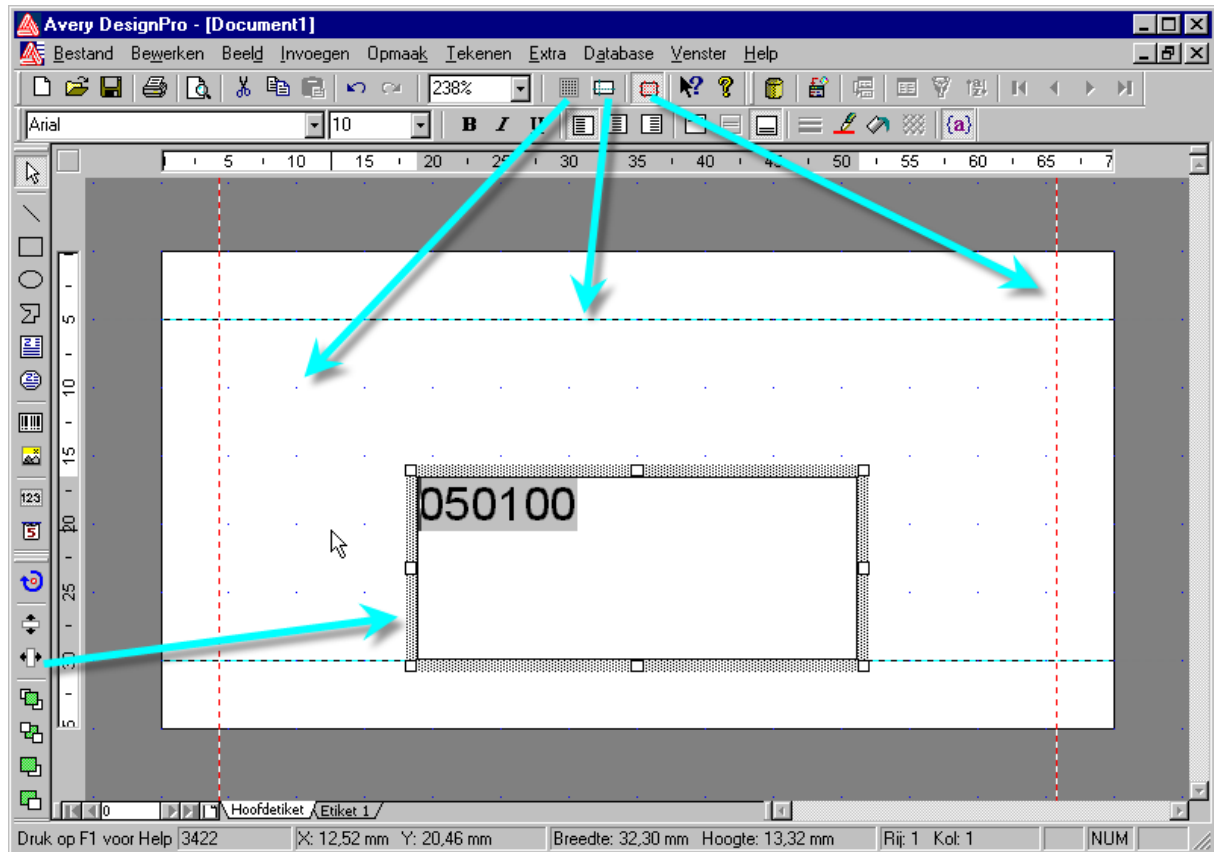 Avery DesignPro - [Document1]
Bestand Bewerken Beeld Invoegen Opmaak Tekenen Extra Database Venster Help
238%
Arial 10 B I U {a}
5 10 15 20 25 30 35 40 45 50 55 60 65 7
5
10
15
20
25
30
5
123
5
050100
0 Hoofdetiket Etiket 1
Druk op F1 voor Help 3422 X: 12,52 mm Y: 20,46 mm Breedte: 32,30 mm Hoogte: 13,32 mm Rij: 1 Kol: 1 NUM